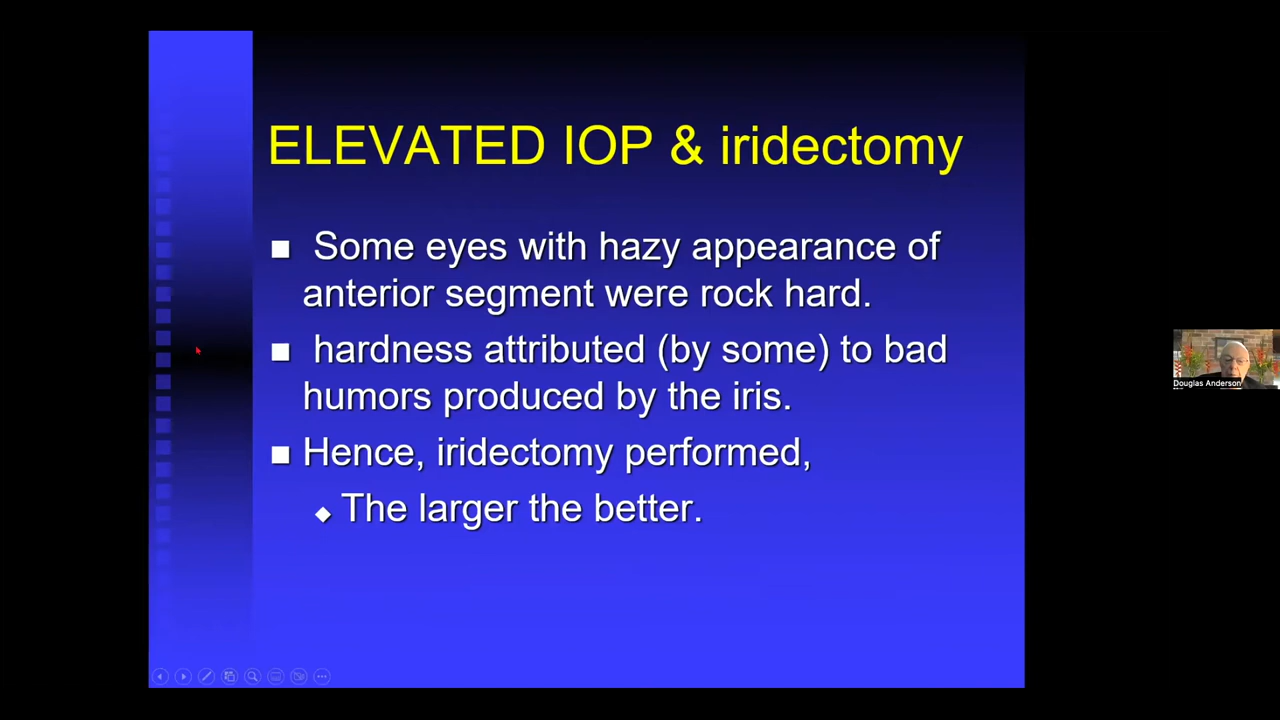 ELEVATED IOP & iridectomy
Some eyes with hazy appearance of
anterior segment were rock hard.
hardness attributed (by some) to bad
humors produced by the iris.
Hence, iridectomy performed,
The larger the better.
Douglas Anderson